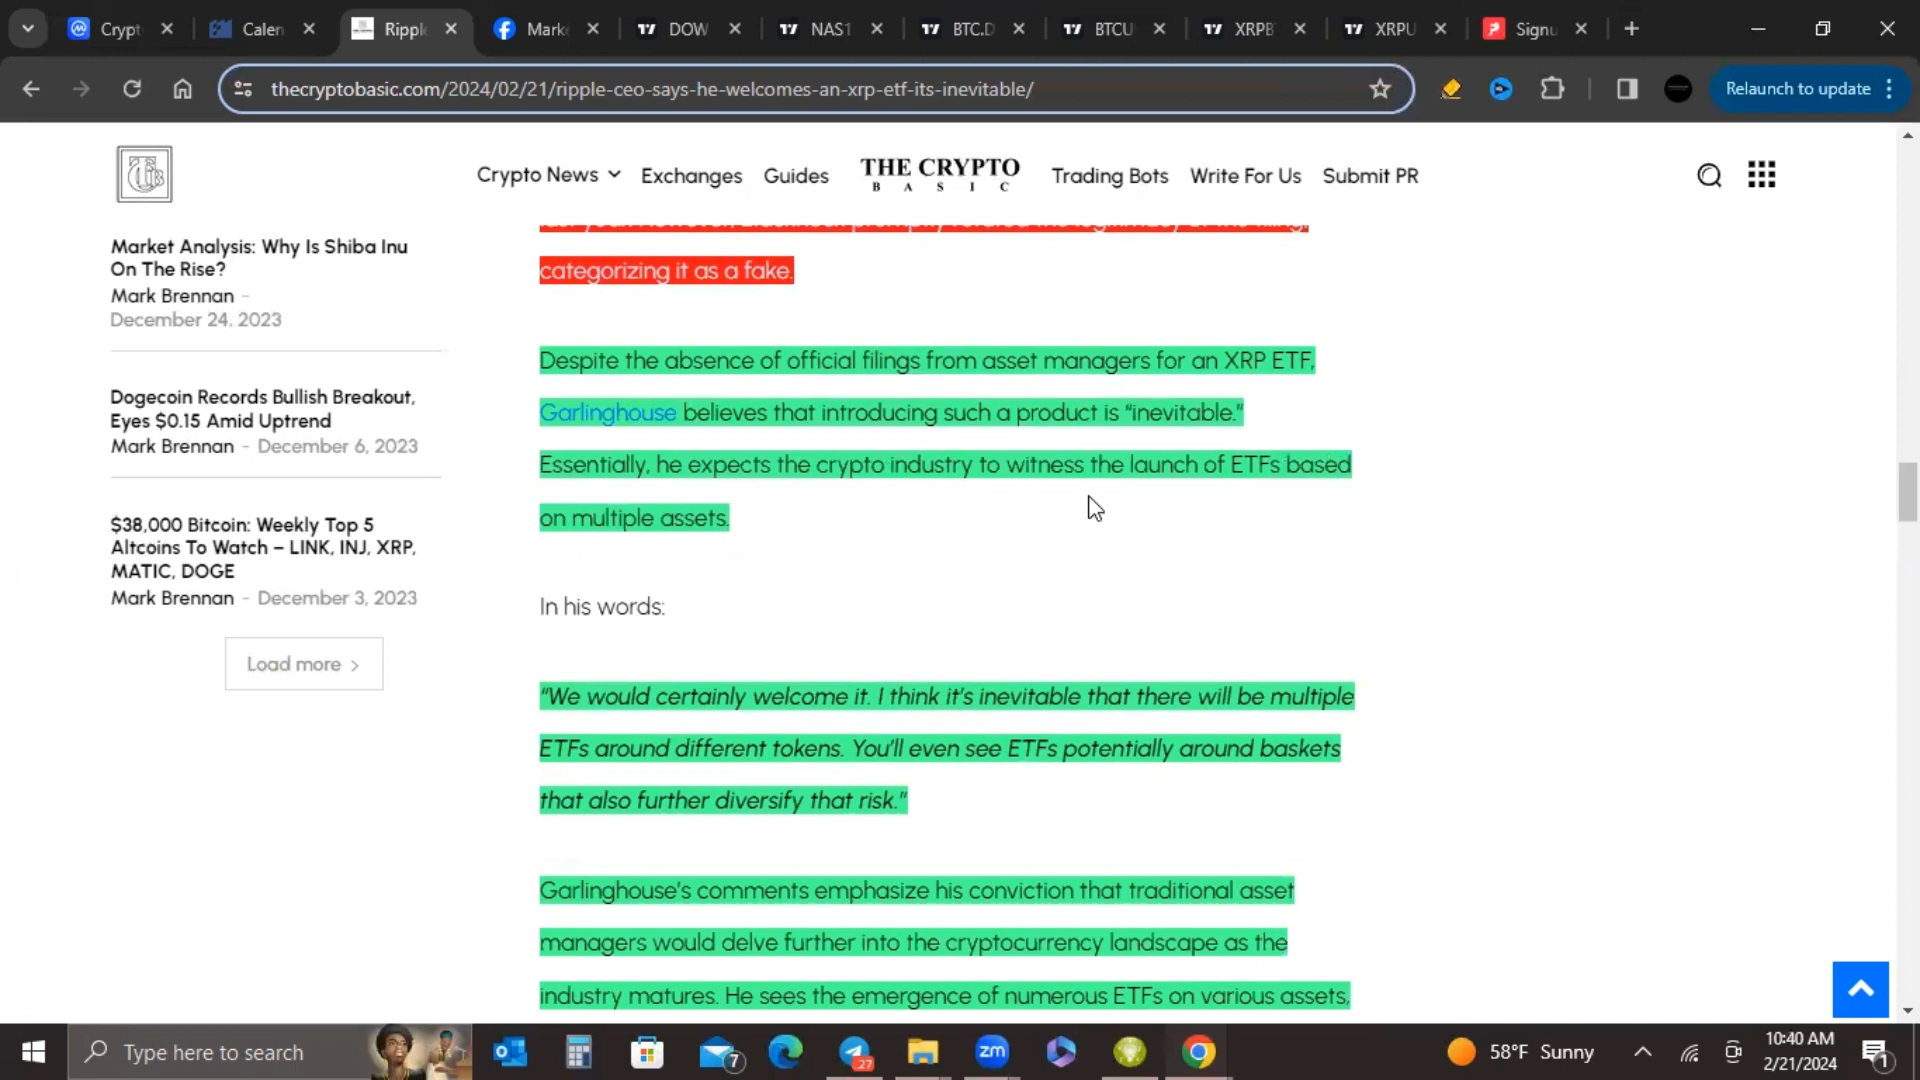 Crypt
Calen
Ripple
Mark
DOW
NAS1
BTC.D
BTCU
XRPB
XRPU
Signu
thecryptobasic.com/2024/02/21/ripple-ceo-says-he-welcomes-an-xrp-etf-its-inevitable/
Relaunch to update
Crypto News
Exchanges
Guides
THE CRYPTO
BASIC
Trading Bots
Write For Us
Submit PR
Market Analysis: Why Is Shiba Inu
On The Rise?
Mark Brennan -
December 24, 2023
Dogecoin Records Bullish Breakout,
Eyes $0.15 Amid Uptrend
Mark Brennan - December 6, 2023
$38,000 Bitcoin: Weekly Top 5
Altcoins To Watch – LINK, INJ, XRP,
MATIC, DOGE
Mark Brennan - December 3, 2023
Load more >
categorizing it as a fake.
Despite the absence of official filings from asset managers for an XRP ETF,
Garlinghouse believes that introducing such a product is “inevitable.”
Essentially, he expects the crypto industry to witness the launch of ETFs based
on multiple assets.
In his words:
“We would certainly welcome it. I think it’s inevitable that there will be multiple
ETFs around different tokens. You’ll even see ETFs potentially around baskets
that also further diversify that risk.”
Garlinghouse’s comments emphasize his conviction that traditional asset
managers would delve further into the cryptocurrency landscape as the
industry matures. He sees the emergence of numerous ETFs on various assets,
Type here to search
7
27
zm
58°F Sunny
10:40 AM
2/21/2024
1